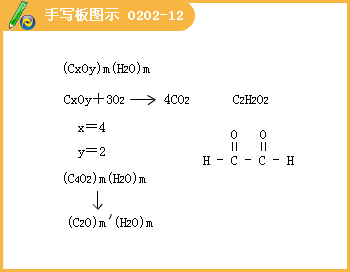 手写板图示 0202-12
(CxOy)m(H2O)m
CxOy＋3O2 → 4CO2 C2H2O2
x＝4
y＝2
O O
H - C - C - H
(C4O2)m(H2O)m
↓
(C2O)m′(H2O)m